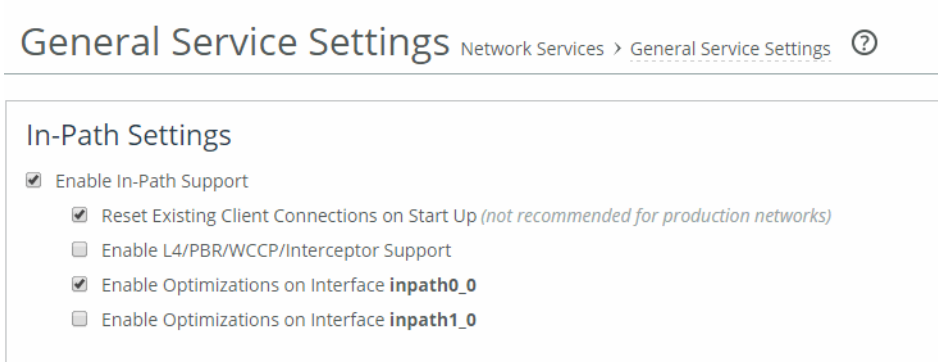 General Service Settings Network Services › General Service Settings ?
In-Path Settings
Enable In-Path Support
Reset Existing Client Connections on Start Up (not recommended for production networks)
Enable L4/PBR/WCCP/Interceptor Support
Enable Optimizations on Interface inpath0_0
Enable Optimizations on Interface inpath1_0